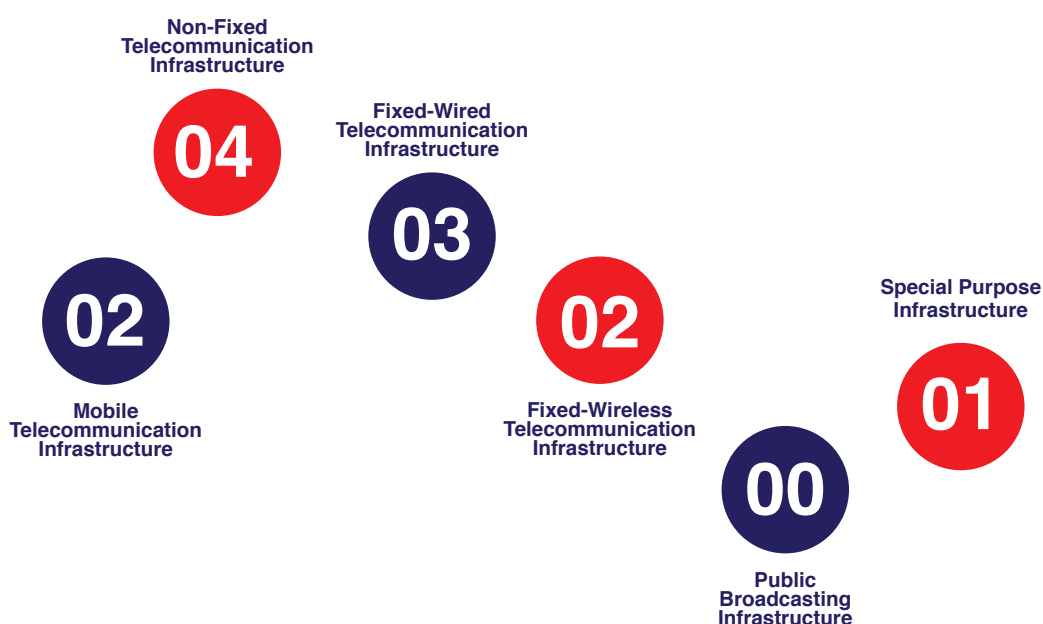 Non-Fixed
Telecommunication
Infrastructure
04
Fixed-Wired
Telecommunication
Infrastructure
03
02
Mobile
Telecommunication
Infrastructure
02
Fixed-Wireless
Telecommunication
Infrastructure
Special Purpose
Infrastructure
01
00
Public
Broadcasting
Infrastructure